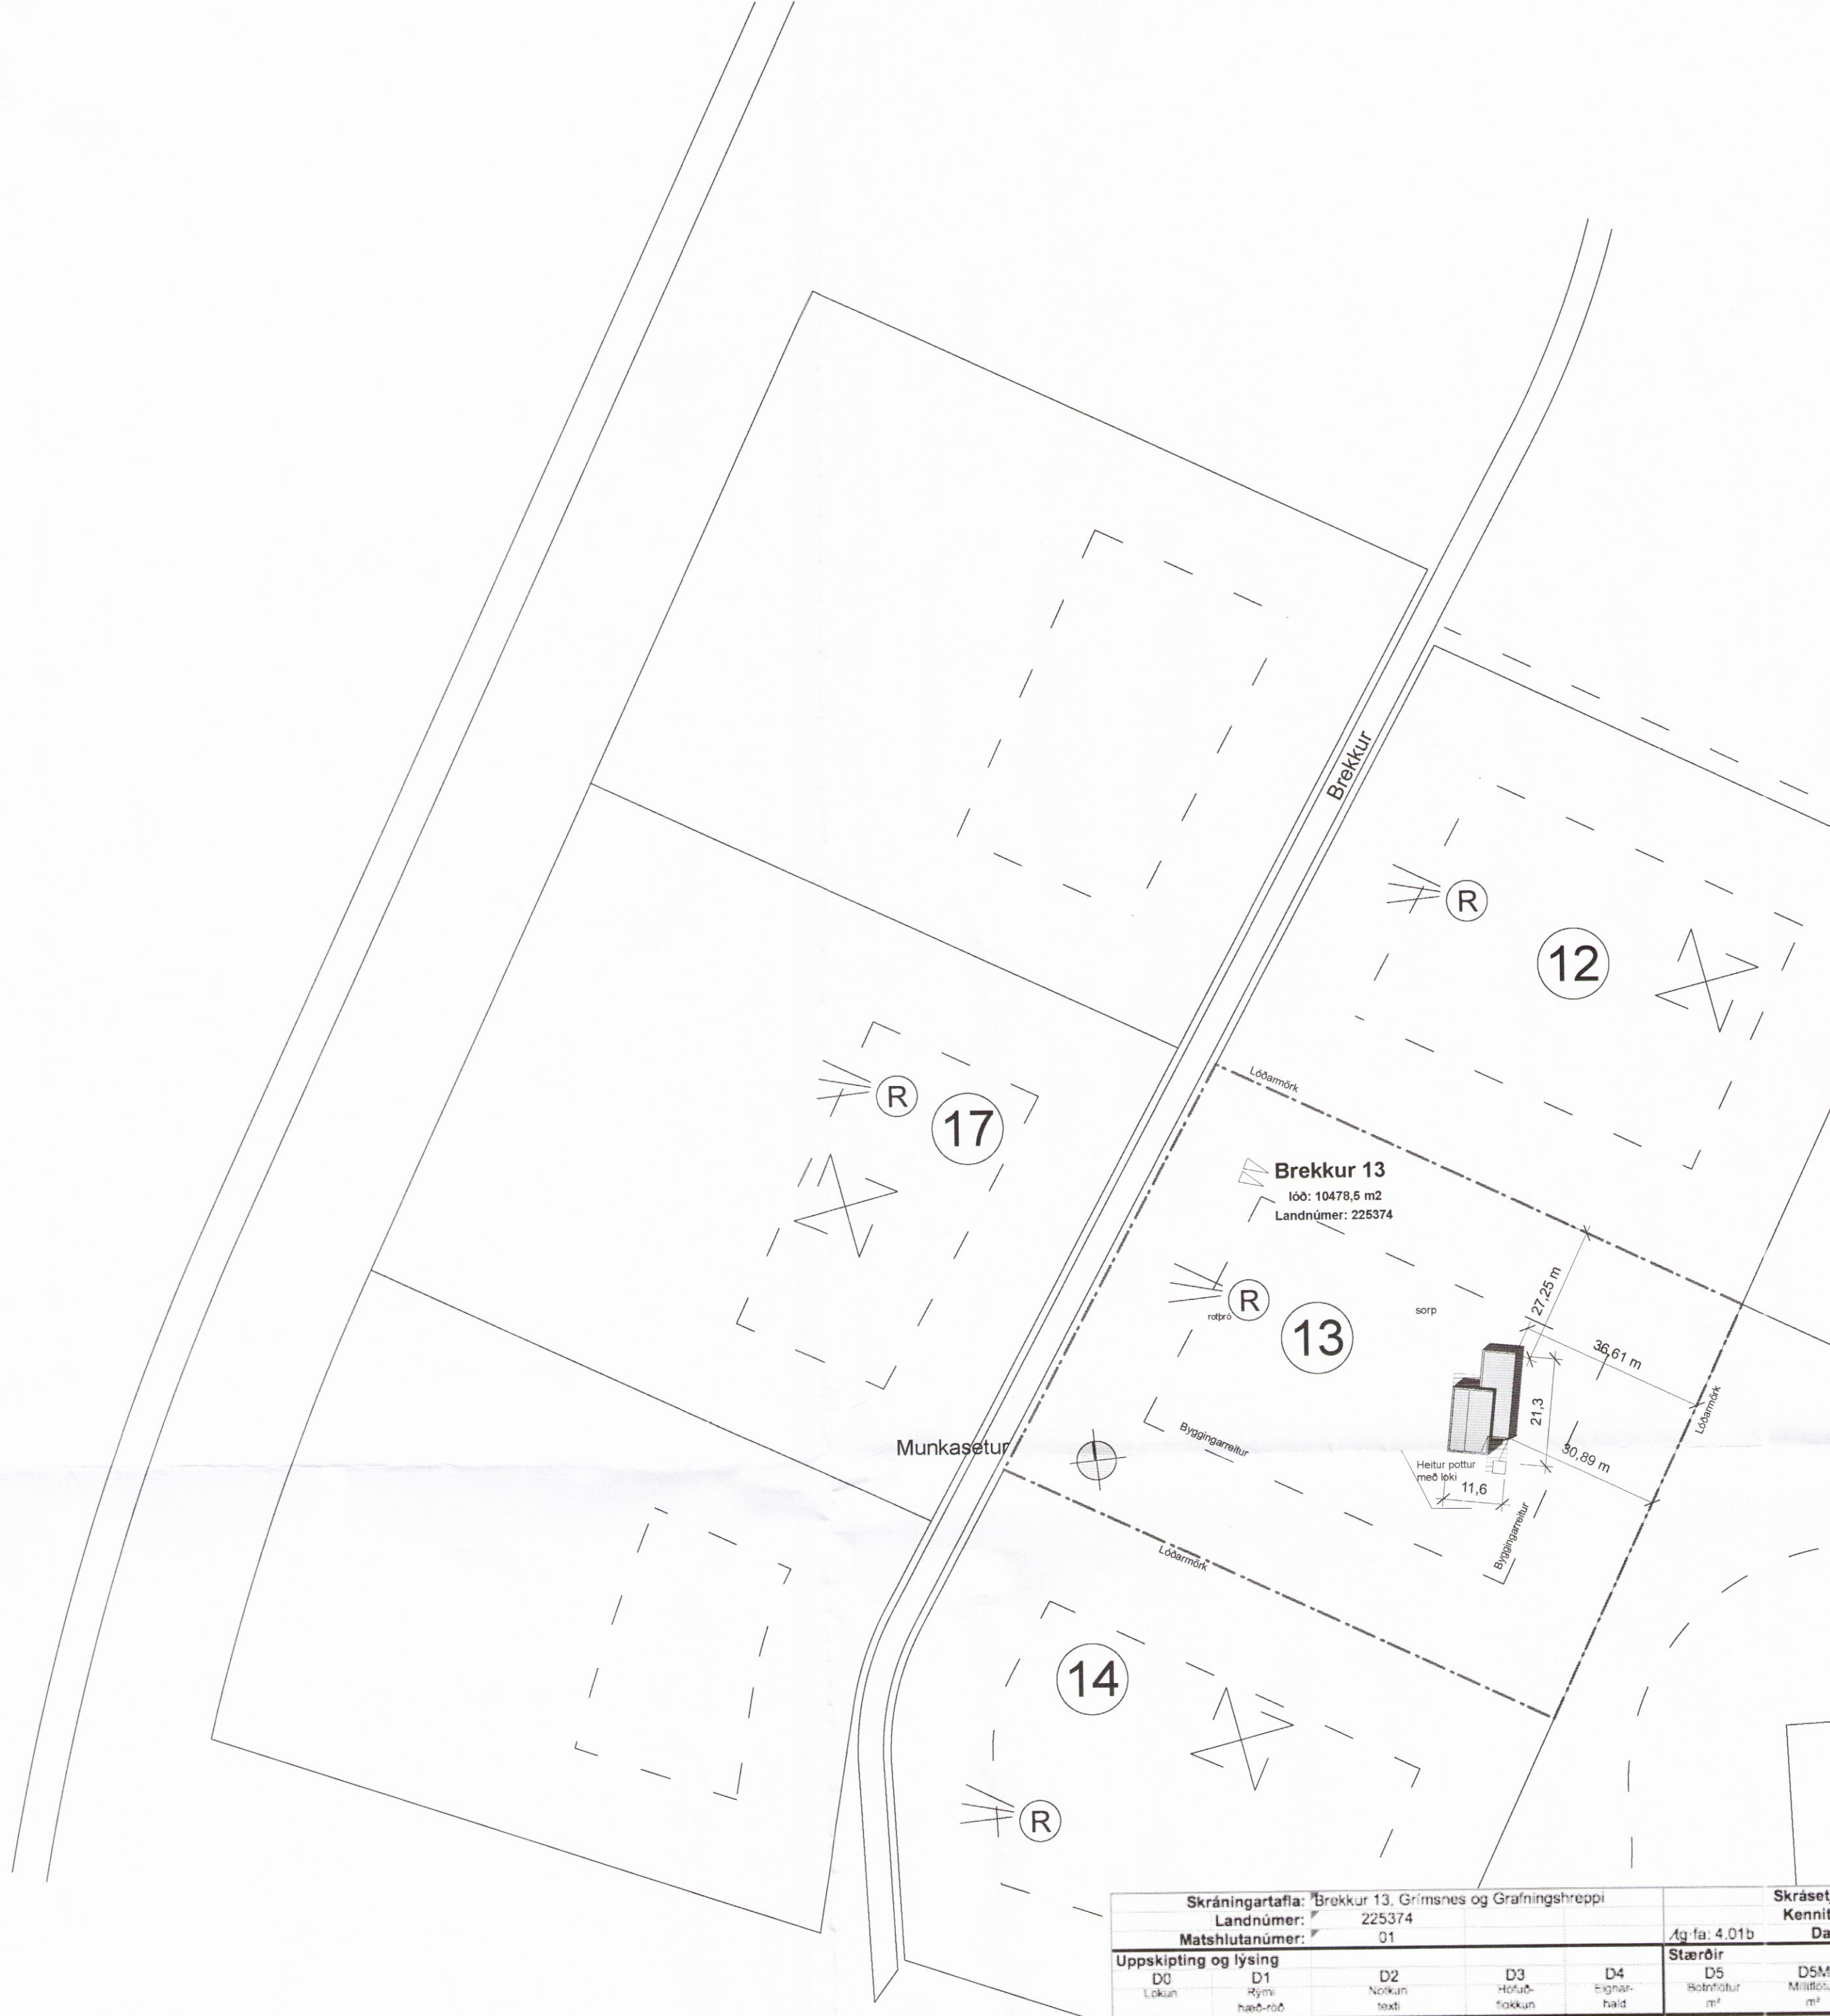 Brekkur
R
12
R
17
Lóðarmörk
Brekkur 13
lóð: 10478,5 m2
Landnúmer: 225374
R
rotþró
13
sorp
27,25 m
36,61 m
21,3
Lóðarmörk
Munkasetur
Byggingarreitur
Heitur pottur
með loki
30,89 m
11,6
Byggingarreitur
Lóðarmörk
14
R
Skráningartafla: Brekkur 13, Grímsnes og Grafningshreppi
Landnúmer: 225374
Matshlutanúmer: 01 4.01b
Uppskipting og lýsing Stærðir
D0 D1 D2 D3 D4 D5 D5M
Lokun Rými Notkun Höfuð- Eignar- Botnflötur
hæð-röð texti flokkun hald m² m²